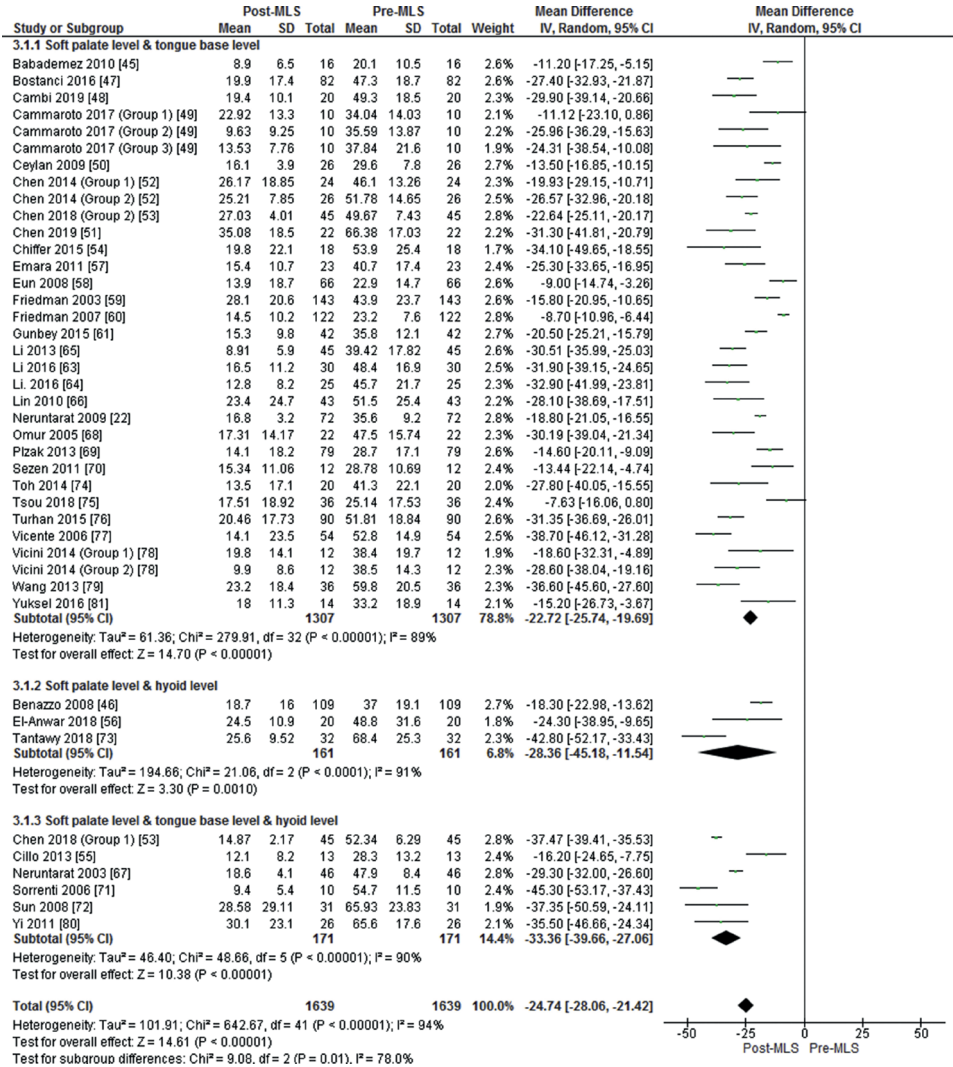 Post-MLS Pre-MLS Mean Difference Mean Difference
Study or Subgroup Mean SD Total Mean SD Total Weight IV, Random, 95% CI IV, Random, 95% CI
3.1.1 Soft palate level & tongue base level
Babademez 2010 [45] 8.9 6.5 16 20.1 10.5 16 2.6% -11.20 [-17.25, -5.15]
Bostanci 2016 [47] 19.9 17.4 82 47.3 18.7 82 2.6% -27.40 [-32.93, -21.87]
Cambi 2019 [48] 19.4 10.1 20 49.3 18.5 20 2.3% -29.90 [-39.14, -20.66]
Cammaroto 2017 (Group 1) [49] 22.92 13.3 10 34.04 14.03 10 2.1% -11.12 [-23.10, 0.86]
Cammaroto 2017 (Group 2) [49] 9.63 9.25 10 35.59 13.87 10 2.2% -25.96 [-36.29, -15.63]
Cammaroto 2017 (Group 3) [49] 13.53 7.76 10 37.84 21.6 10 1.9% -24.31 [-38.54, -10.08]
Ceylan 2009 [50] 16.1 3.9 26 29.6 7.8 26 2.7% -13.50 [-16.85, -10.15]
Chen 2014 (Group 1) [52] 26.17 18.85 24 46.1 13.26 24 2.3% -19.93 [-29.15, -10.71]
Chen 2014 (Group 2) [52] 25.21 7.85 26 51.78 14.65 26 2.6% -26.57 [-32.96, -20.18]
Chen 2018 (Group 2) [53] 27.03 4.01 45 49.67 7.43 45 2.8% -22.64 [-25.11, -20.17]
Chen 2019 [51] 35.08 18.5 22 66.38 17.03 22 2.2% -31.30 [-41.81, -20.79]
Chiffer 2015 [54] 19.8 22.1 18 53.9 25.4 18 1.8% -34.10 [-49.65, -18.55]
Emara 2011 [57] 15.4 10.7 23 40.7 17.4 23 2.4% -25.30 [-33.65, -16.95]
Eun 2008 [58] 13.9 18.7 66 22.9 14.7 66 2.6% -9.00 [-14.74, -3.26]
Friedman 2003 [59] 28.1 20.6 143 43.9 23.7 143 2.6% -15.80 [-20.95, -10.65]
Friedman 2007 [60] 14.5 10.2 122 23.2 7.6 122 2.8% -8.70 [-10.96, -6.44]
Gunbey 2015 [61] 15.3 9.8 42 35.8 12.1 42 2.7% -20.50 [-25.21, -15.79]
Li 2013 [65] 8.91 5.9 45 39.42 17.82 45 2.6% -30.51 [-35.99, -25.03]
Li 2016 [63] 16.5 11.2 30 48.4 16.9 30 2.5% -31.90 [-39.15, -24.65]
Li. 2016 [64] 12.8 8.2 25 45.7 21.7 25 2.3% -32.90 [-41.99, -23.81]
Lin 2010 [66] 23.4 24.7 43 51.5 25.4 43 2.2% -28.10 [-38.69, -17.51]
Neruntarat 2009 [22] 16.8 3.2 72 35.6 9.2 72 2.8% -18.80 [-21.05, -16.55]
Omur 2005 [68] 17.31 14.17 22 47.5 15.74 22 2.3% -30.19 [-39.04, -21.34]
Plzak 2013 [69] 14.1 18.2 79 28.7 17.1 79 2.6% -14.60 [-20.11, -9.09]
Sezen 2011 [70] 15.34 11.06 12 28.78 10.69 12 2.4% -13.44 [-22.14, -4.74]
Toh 2014 [74] 13.5 17.1 20 41.3 22.1 20 2.0% -27.80 [-40.05, -15.55]
Tsou 2018 [75] 17.51 18.92 36 25.14 17.53 36 2.4% -7.63 [-16.06, 0.80]
Turhan 2015 [76] 20.46 17.73 90 51.81 18.84 90 2.6% -31.35 [-36.69, -26.01]
Vicente 2006 [77] 14.1 23.5 54 52.8 14.9 54 2.5% -38.70 [-46.12, -31.28]
Vicini 2014 (Group 1) [78] 19.8 14.1 12 38.4 19.7 12 1.9% -18.60 [-32.31, -4.89]
Vicini 2014 (Group 2) [78] 9.9 8.6 12 38.5 14.3 12 2.3% -28.60 [-38.04, -19.16]
Wang 2013 [79] 23.2 18.4 36 59.8 20.5 36 2.3% -36.60 [-45.60, -27.60]
Yuksel 2016 [81] 18 11.3 14 33.2 18.9 14 2.1% -15.20 [-26.73, -3.67]
Subtotal (95% CI) 1307 1307 78.8% -22.72 [-25.74, -19.69]
Heterogeneity: Tau² = 61.36; Chi² = 279.91, df = 32 (P < 0.00001); I² = 89%
Test for overall effect: Z = 14.70 (P < 0.00001)
3.1.2 Soft palate level & hyoid level
Benazzo 2008 [46] 18.7 16 109 37 19.1 109 2.7% -18.30 [-22.98, -13.62]
El-Anwar 2018 [56] 24.5 10.9 20 48.8 31.6 20 1.8% -24.30 [-38.95, -9.65]
Tantawy 2018 [73] 25.6 9.52 32 68.4 25.3 32 2.3% -42.80 [-52.17, -33.43]
Subtotal (95% CI) 161 161 6.8% -28.36 [-45.18, -11.54]
Heterogeneity: Tau² = 194.66; Chi² = 21.06, df = 2 (P < 0.0001); I² = 91%
Test for overall effect: Z = 3.30 (P = 0.0010)
3.1.3 Soft palate level & tongue base level & hyoid level
Chen 2018 (Group 1) [53] 14.87 2.17 45 52.34 6.29 45 2.8% -37.47 [-39.41, -35.53]
Cillo 2013 [55] 12.1 8.2 13 28.3 13.2 13 2.4% -16.20 [-24.65, -7.75]
Neruntarat 2003 [67] 18.6 4.1 46 47.9 8.4 46 2.8% -29.30 [-32.00, -26.60]
Sorrenti 2006 [71] 9.4 5.4 10 54.7 11.5 10 2.4% -45.30 [-53.17, -37.43]
Sun 2008 [72] 28.58 29.11 31 65.93 23.83 31 1.9% -37.35 [-50.59, -24.11]
Yi 2011 [80] 30.1 23.1 26 65.6 17.6 26 2.1% -35.50 [-46.66, -24.34]
Subtotal (95% CI) 171 171 14.4% -33.36 [-39.66, -27.06]
Heterogeneity: Tau² = 46.40; Chi² = 48.66, df = 5 (P < 0.00001); I² = 90%
Test for overall effect: Z = 10.38 (P < 0.00001)
Total (95% CI) 1639 1639 100.0% -24.74 [-28.06, -21.42]
Heterogeneity: Tau² = 101.91; Chi² = 642.67, df = 41 (P < 0.00001); I² = 94%
Test for overall effect: Z = 14.61 (P < 0.00001)
Test for subgroup differences: Chi² = 9.08, df = 2 (P = 0.01), I² = 78.0%
-50 -25 0 25 50
Post-MLS Pre-MLS